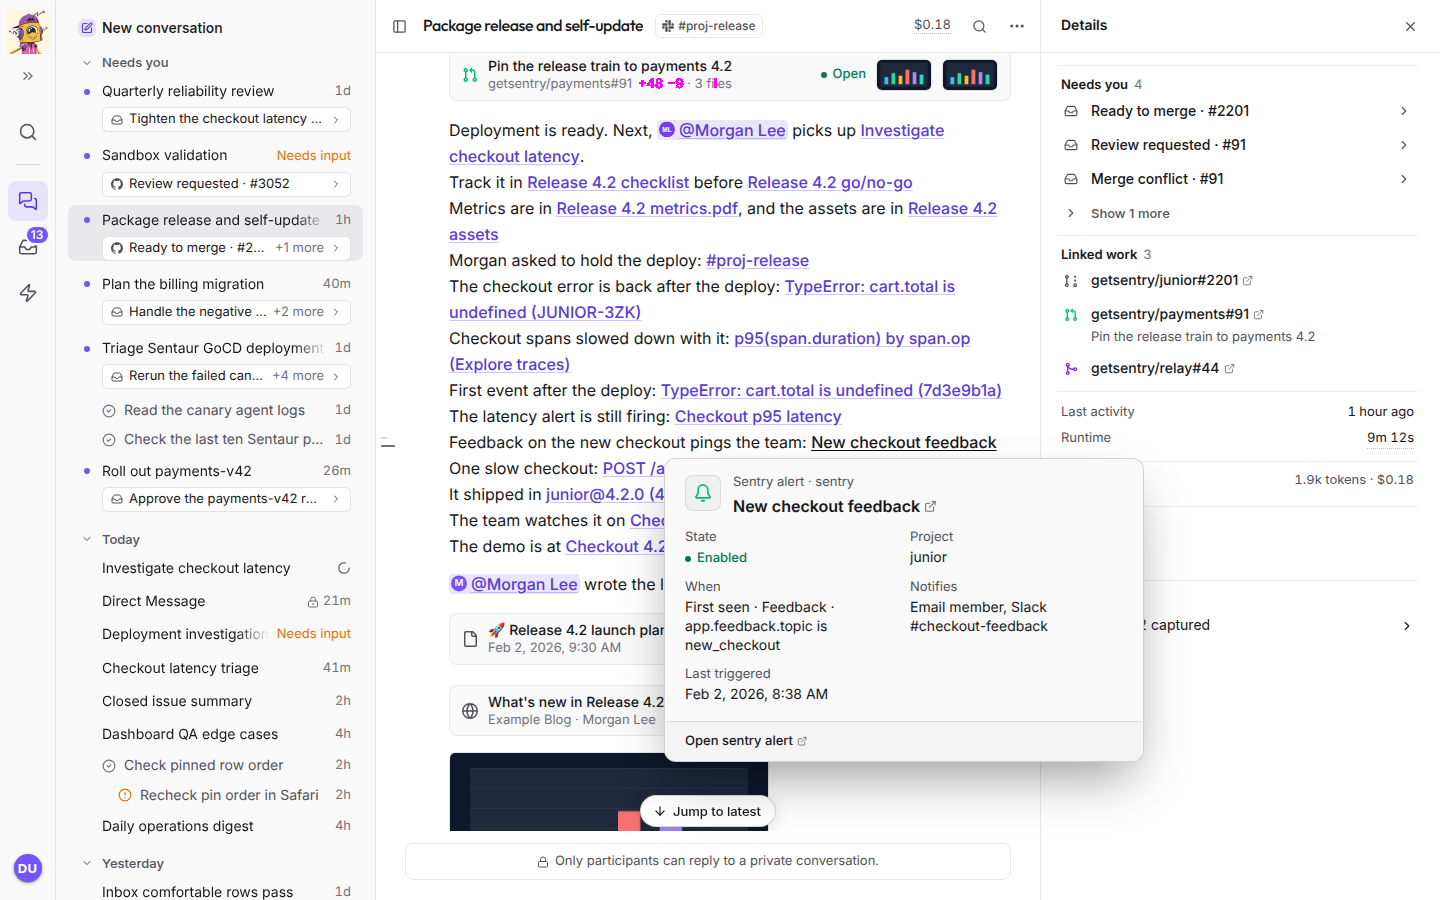 New conversation
Needs you
Quarterly reliability review 1d
Tighten the checkout latency ...
Sandbox validation Needs input
Review requested · #3052
Package release and self-update 1h
Ready to merge · #2... +1 more
Plan the billing migration 40m
Handle the negative ... +2 more
Triage Sentaur GoCD deployment 1d
Rerun the failed can... +4 more
Read the canary agent logs 1d
Check the last ten Sentaur p... 1d
Roll out payments-v42 26m
Approve the payments-v42 r...
Today
Investigate checkout latency
Direct Message 21m
Deployment investigation Needs input
Checkout latency triage 41m
Closed issue summary 2h
Dashboard QA edge cases 4h
Check pinned row order 2h
Recheck pin order in Safari 2h
Daily operations digest 4h
Yesterday
Inbox comfortable rows pass 1d
13
DU
Package release and self-update #proj-release $0.18
Pin the release train to payments 4.2
getsentry/payments#91 +48 −9 · 3 files
Open
Deployment is ready. Next, ML @Morgan Lee picks up Investigate
checkout latency.
Track it in Release 4.2 checklist before Release 4.2 go/no-go
Metrics are in Release 4.2 metrics.pdf, and the assets are in Release 4.2
assets
Morgan asked to hold the deploy: #proj-release
The checkout error is back after the deploy: TypeError: cart.total is
undefined (JUNIOR-3ZK)
Checkout spans slowed down with it: p95(span.duration) by span.op
(Explore traces)
First event after the deploy: TypeError: cart.total is undefined (7d3e9b1a)
The latency alert is still firing: Checkout p95 latency
Feedback on the new checkout pings the team: New checkout feedback
One slow checkout: POST /a
It shipped in junior@4.2.0 (4
The team watches it on Chec
The demo is at Checkout 4.2
M @Morgan Lee wrote the l
🚀 Release 4.2 launch plan
Feb 2, 2026, 9:30 AM
What's new in Release 4.2
Example Blog · Morgan Lee
Jump to latest
Only participants can reply to a private conversation.
Sentry alert · sentry
New checkout feedback
State
Enabled
Project
junior
When
First seen · Feedback ·
app.feedback.topic is
new_checkout
Notifies
Email member, Slack
#checkout-feedback
Last triggered
Feb 2, 2026, 8:38 AM
Open sentry alert
Details
Needs you 4
Ready to merge · #2201
Review requested · #91
Merge conflict · #91
Show 1 more
Linked work 3
getsentry/junior#2201
getsentry/payments#91
Pin the release train to payments 4.2
getsentry/relay#44
Last activity 1 hour ago
Runtime 9m 12s
1.9k tokens · $0.18
2 captured